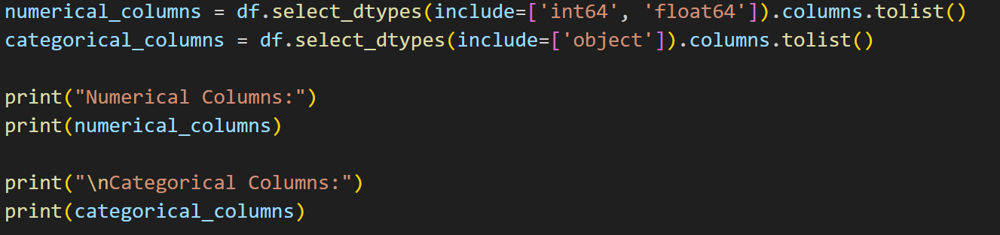 numerical_columns = df.select_dtypes(include=['int64', 'float64']).columns.tolist()
categorical_columns = df.select_dtypes(include=['object']).columns.tolist()
print("Numerical Columns:")
print(numerical_columns)
print("\nCategorical Columns:")
print(categorical_columns)